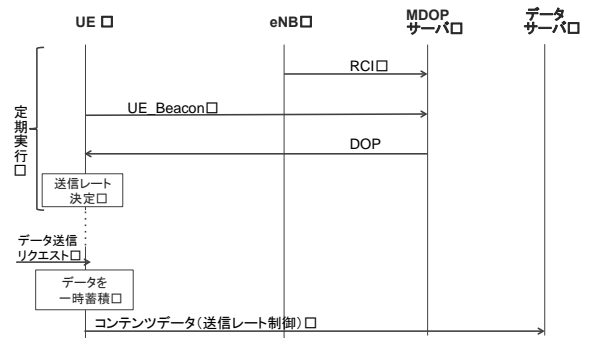 UE □
eNB□
MDOP
サーバ□
データ
サーバ□
RCI□
UE_Beacon□
DOP
定期実行□
送信レート
決定□
データ送信
リクエスト□
データを
一時蓄積□
コンテンツデータ（送信レート制御）□